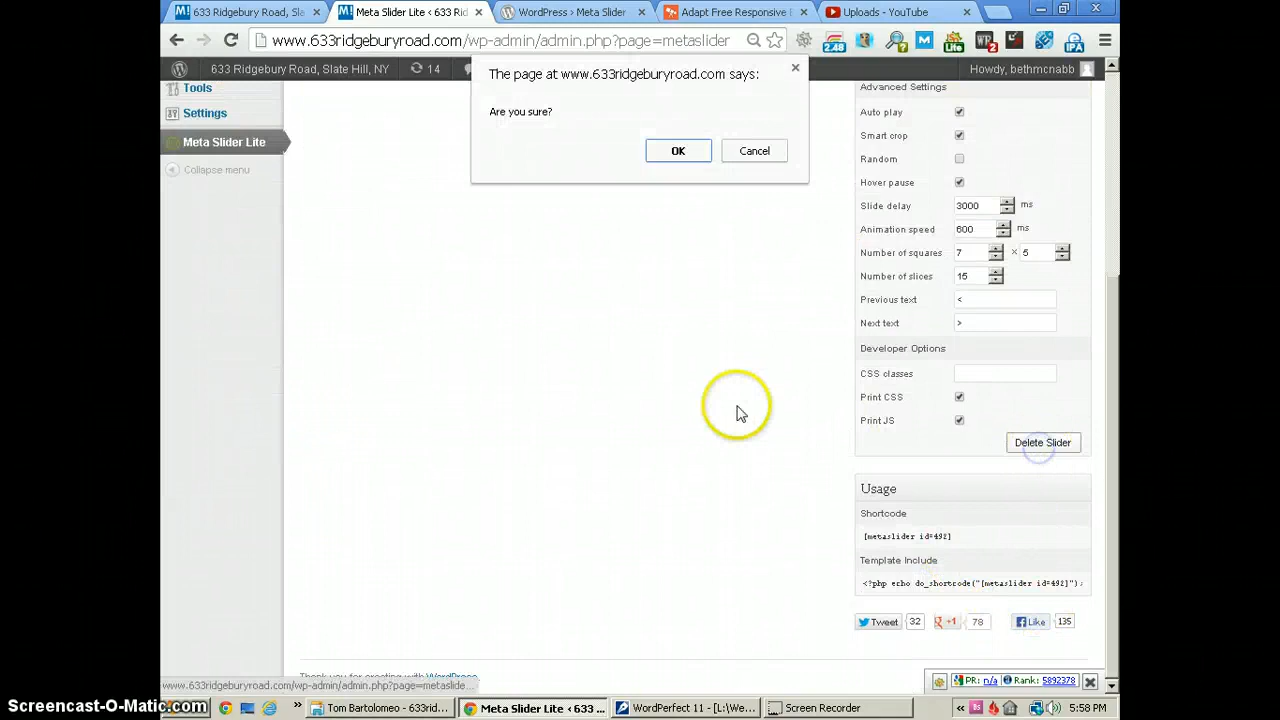 633 Ridgebury Road, Sla
Meta Slider Lite ‹ 633 Rid
WordPress › Meta Slider
Adapt Free Responsive
Uploads - YouTube
www.633ridgeburyroad.com/wp-admin/admin.php?page=metaslider
633 Ridgebury Road, Slate Hill, NY
14
Howdy, bethmcnabb
The page at www.633ridgeburyroad.com says:
Are you sure?
OK
Cancel
Tools
Settings
Meta Slider Lite
Collapse menu
Advanced Settings
Auto play
Smart crop
Random
Hover pause
Slide delay 3000 ms
Animation speed 600 ms
Number of squares 7 × 5
Number of slices 15
Previous text <
Next text >
Developer Options
CSS classes
Print CSS
Print JS
Delete Slider
Usage
Shortcode
[metaslider id=492]
Template Include
<?php echo do_shortcode("[metaslider id=492]");
Tweet 32 +1 78 Like 135
Thank you for creating with WordPress
www.633ridgeburyroad.com/wp-admin/admin.php?page=metaslide...
PR: n/a Rank: 5892378
Tom Bartolomeo : 633rid...
Meta Slider Lite ‹ 633 ...
WordPerfect 11 - [L:\We...
Screen Recorder
5:58 PM
Screencast-O-Matic.com